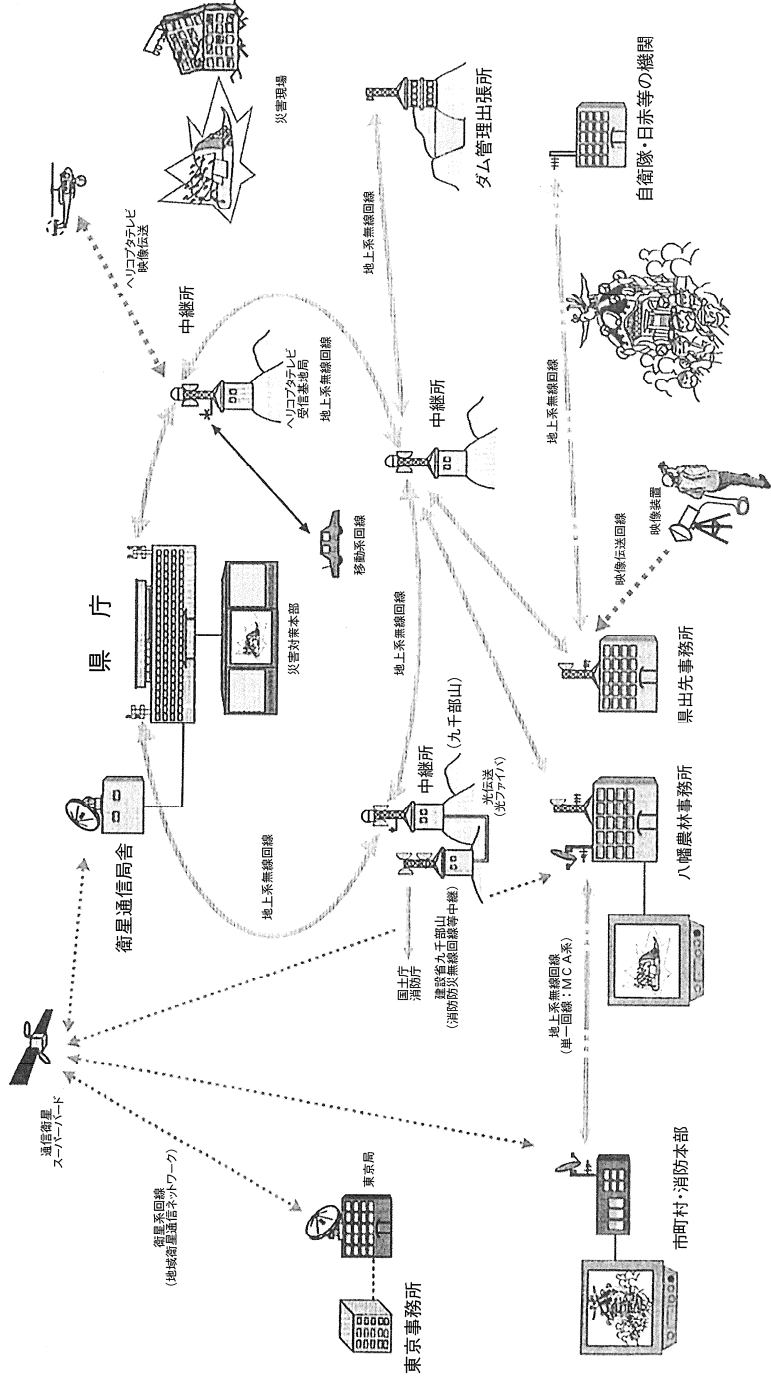 通信衛星
スーパーバード
衛星系回線
(地域衛星通信ネットワーク)
東京局
東京事務所
市町村・消防本部
衛星通信局舎
県庁
災害対策本部
地上系無線回線
国土庁
消防庁
建設省九千部山
(消防防災無線回線等中継)
中継所
(九千部山)
光伝送
(光ファイバ)
地上系無線回線
(単一回線:MCA系)
八幡農林事務所
地上系無線回線
移動系回線
中継所
ヘリコプタテレビ
受信基地局
地上系無線回線
ヘリコプタテレビ
映像伝送
災害現場
中継所
地上系無線回線
ダム管理出張所
県出先事務所
映像伝送回線
映像装置
地上系無線回線
自衛隊・日赤等の機関